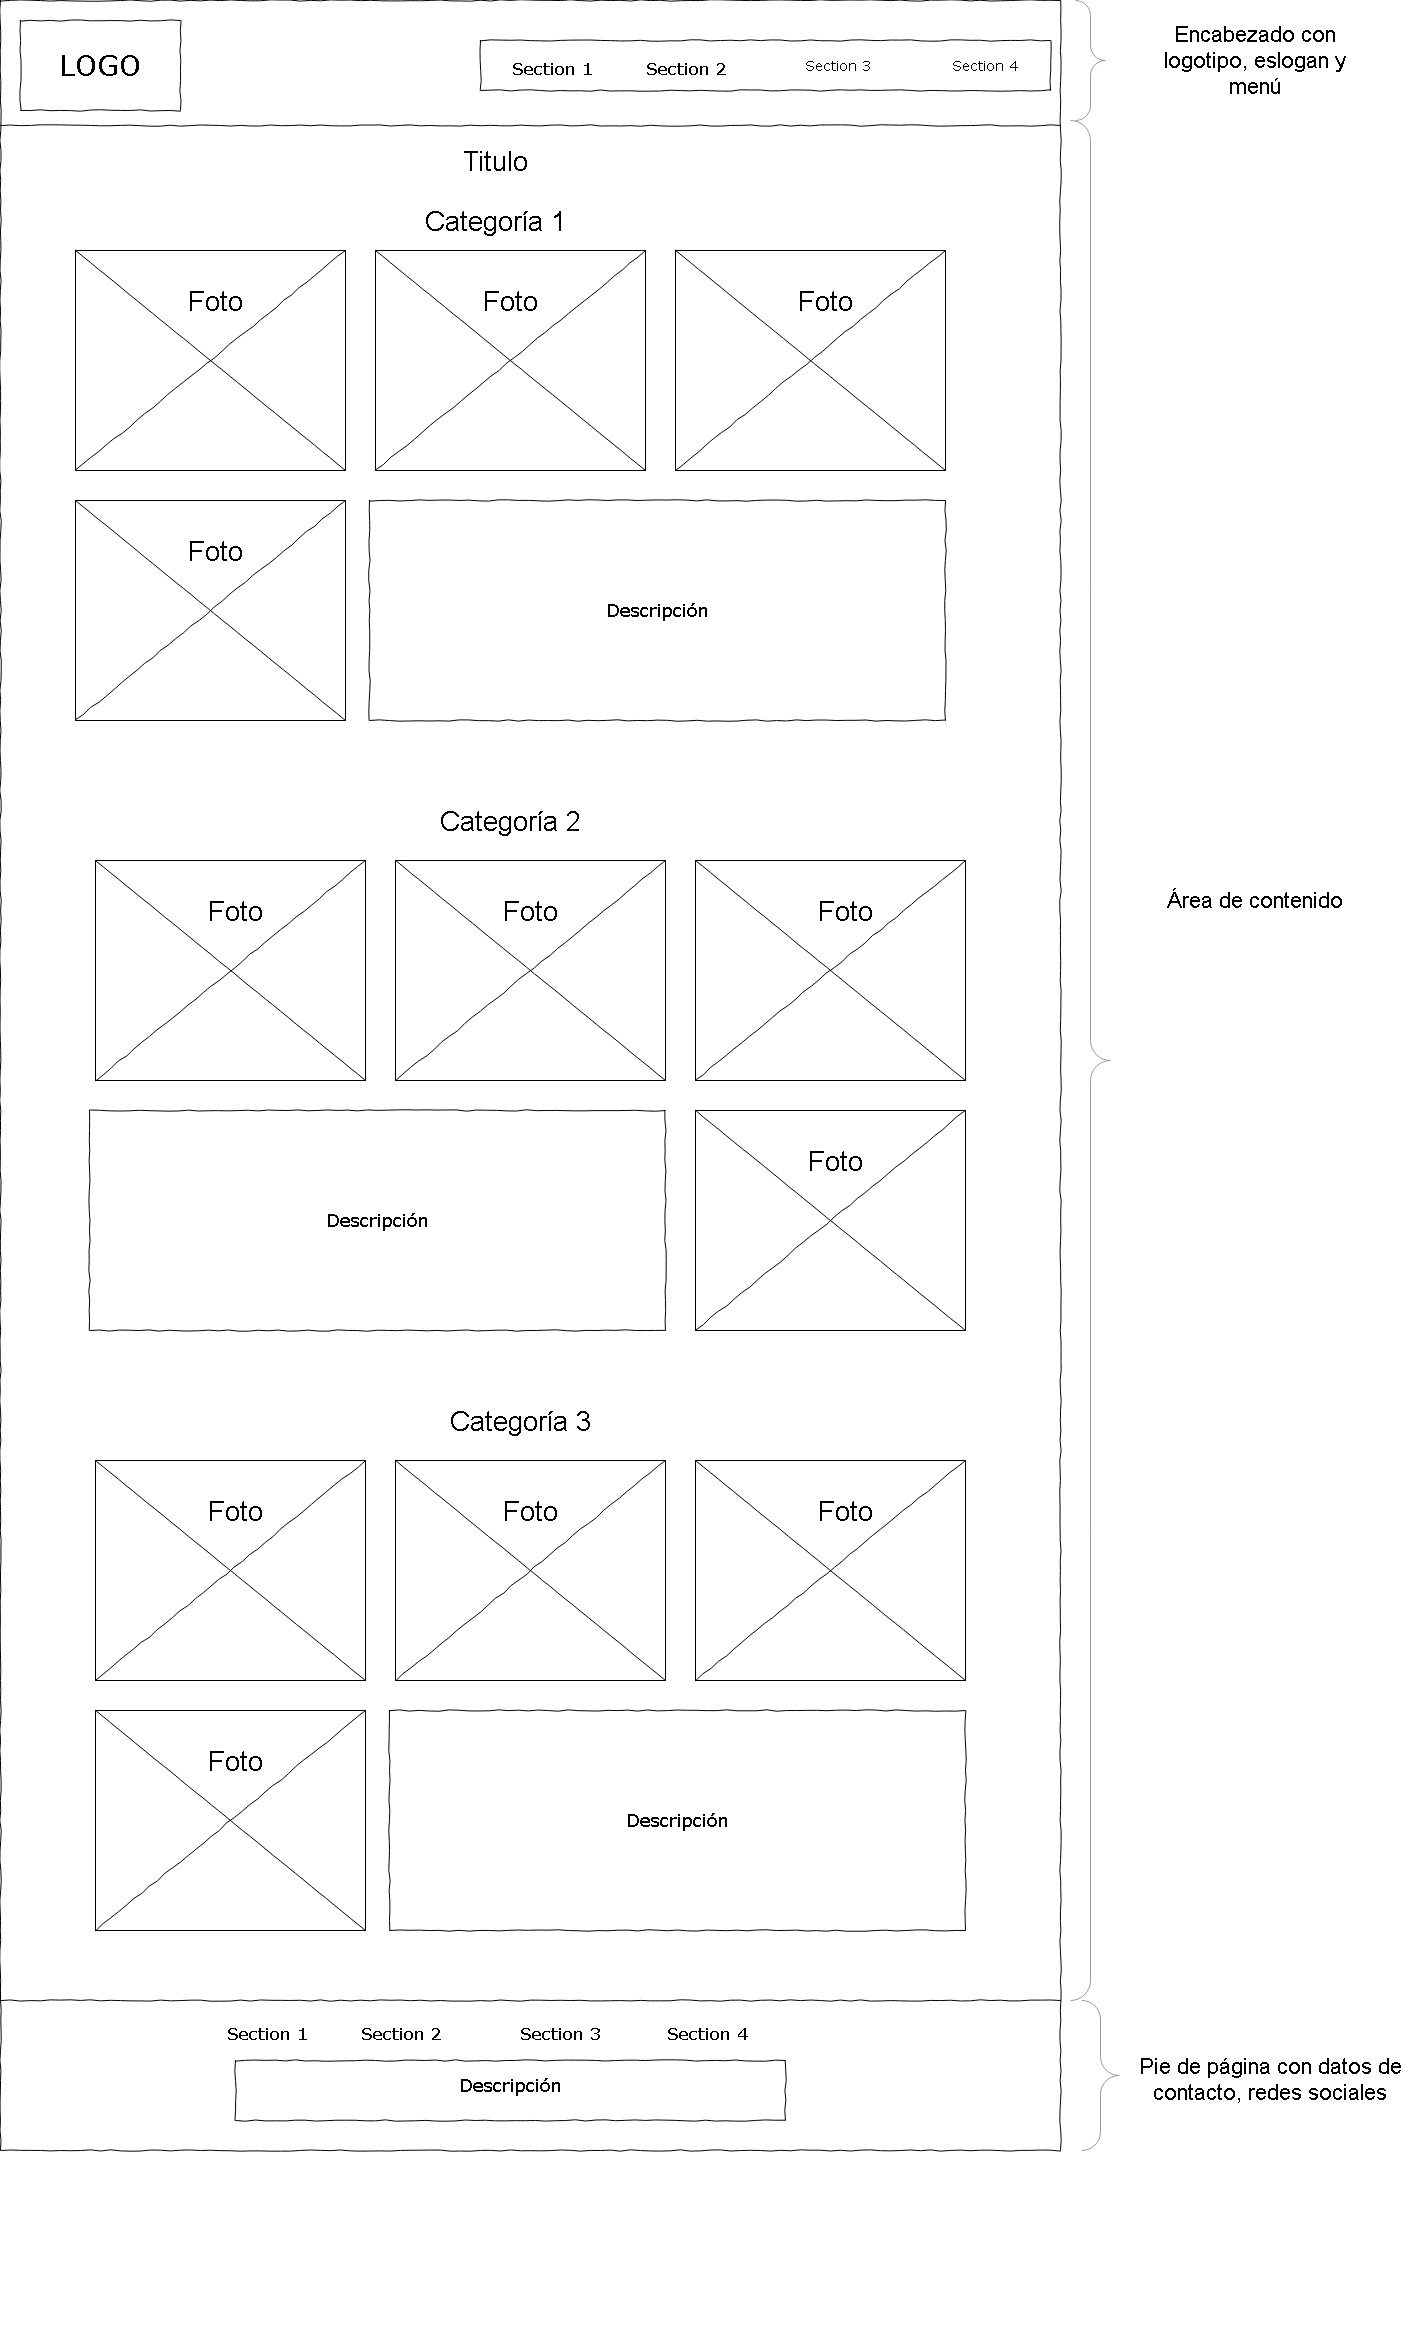 LOGO
Section 1
Section 2
Section 3
Section 4
Encabezado con
logotipo, eslogan y
menú
Titulo
Categoría 1
Foto
Foto
Foto
Foto
Descripción
Categoría 2
Foto
Foto
Foto
Área de contenido
Descripción
Foto
Categoría 3
Foto
Foto
Foto
Foto
Descripción
Section 1
Section 2
Section 3
Section 4
Descripción
Pie de página con datos de
contacto, redes sociales